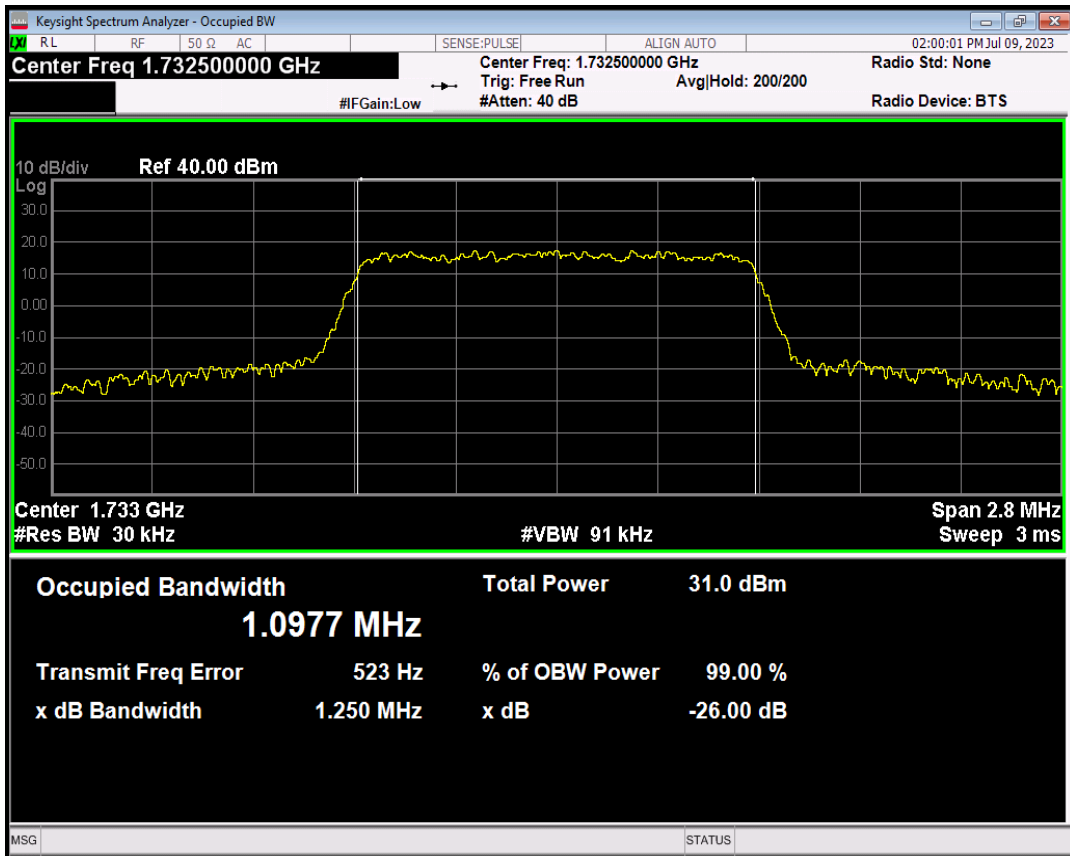 Keysight Spectrum Analyzer - Occupied BW
LXI RL RF 50 Ω AC SENSE:PULSE ALIGN AUTO 02:00:01 PM Jul 09, 2023
Center Freq 1.732500000 GHz
Center Freq: 1.732500000 GHz
Radio Std: None
Trig: Free Run Avg|Hold: 200/200
#IFGain:Low #Atten: 40 dB Radio Device: BTS
10 dB/div Ref 40.00 dBm
Log
30.0
20.0
10.0
0.00
-10.0
-20.0
-30.0
-40.0
-50.0
Center 1.733 GHz Span 2.8 MHz
#Res BW 30 kHz #VBW 91 kHz Sweep 3 ms
Occupied Bandwidth Total Power 31.0 dBm
1.0977 MHz
Transmit Freq Error 523 Hz % of OBW Power 99.00 %
x dB Bandwidth 1.250 MHz x dB -26.00 dB
MSG STATUS